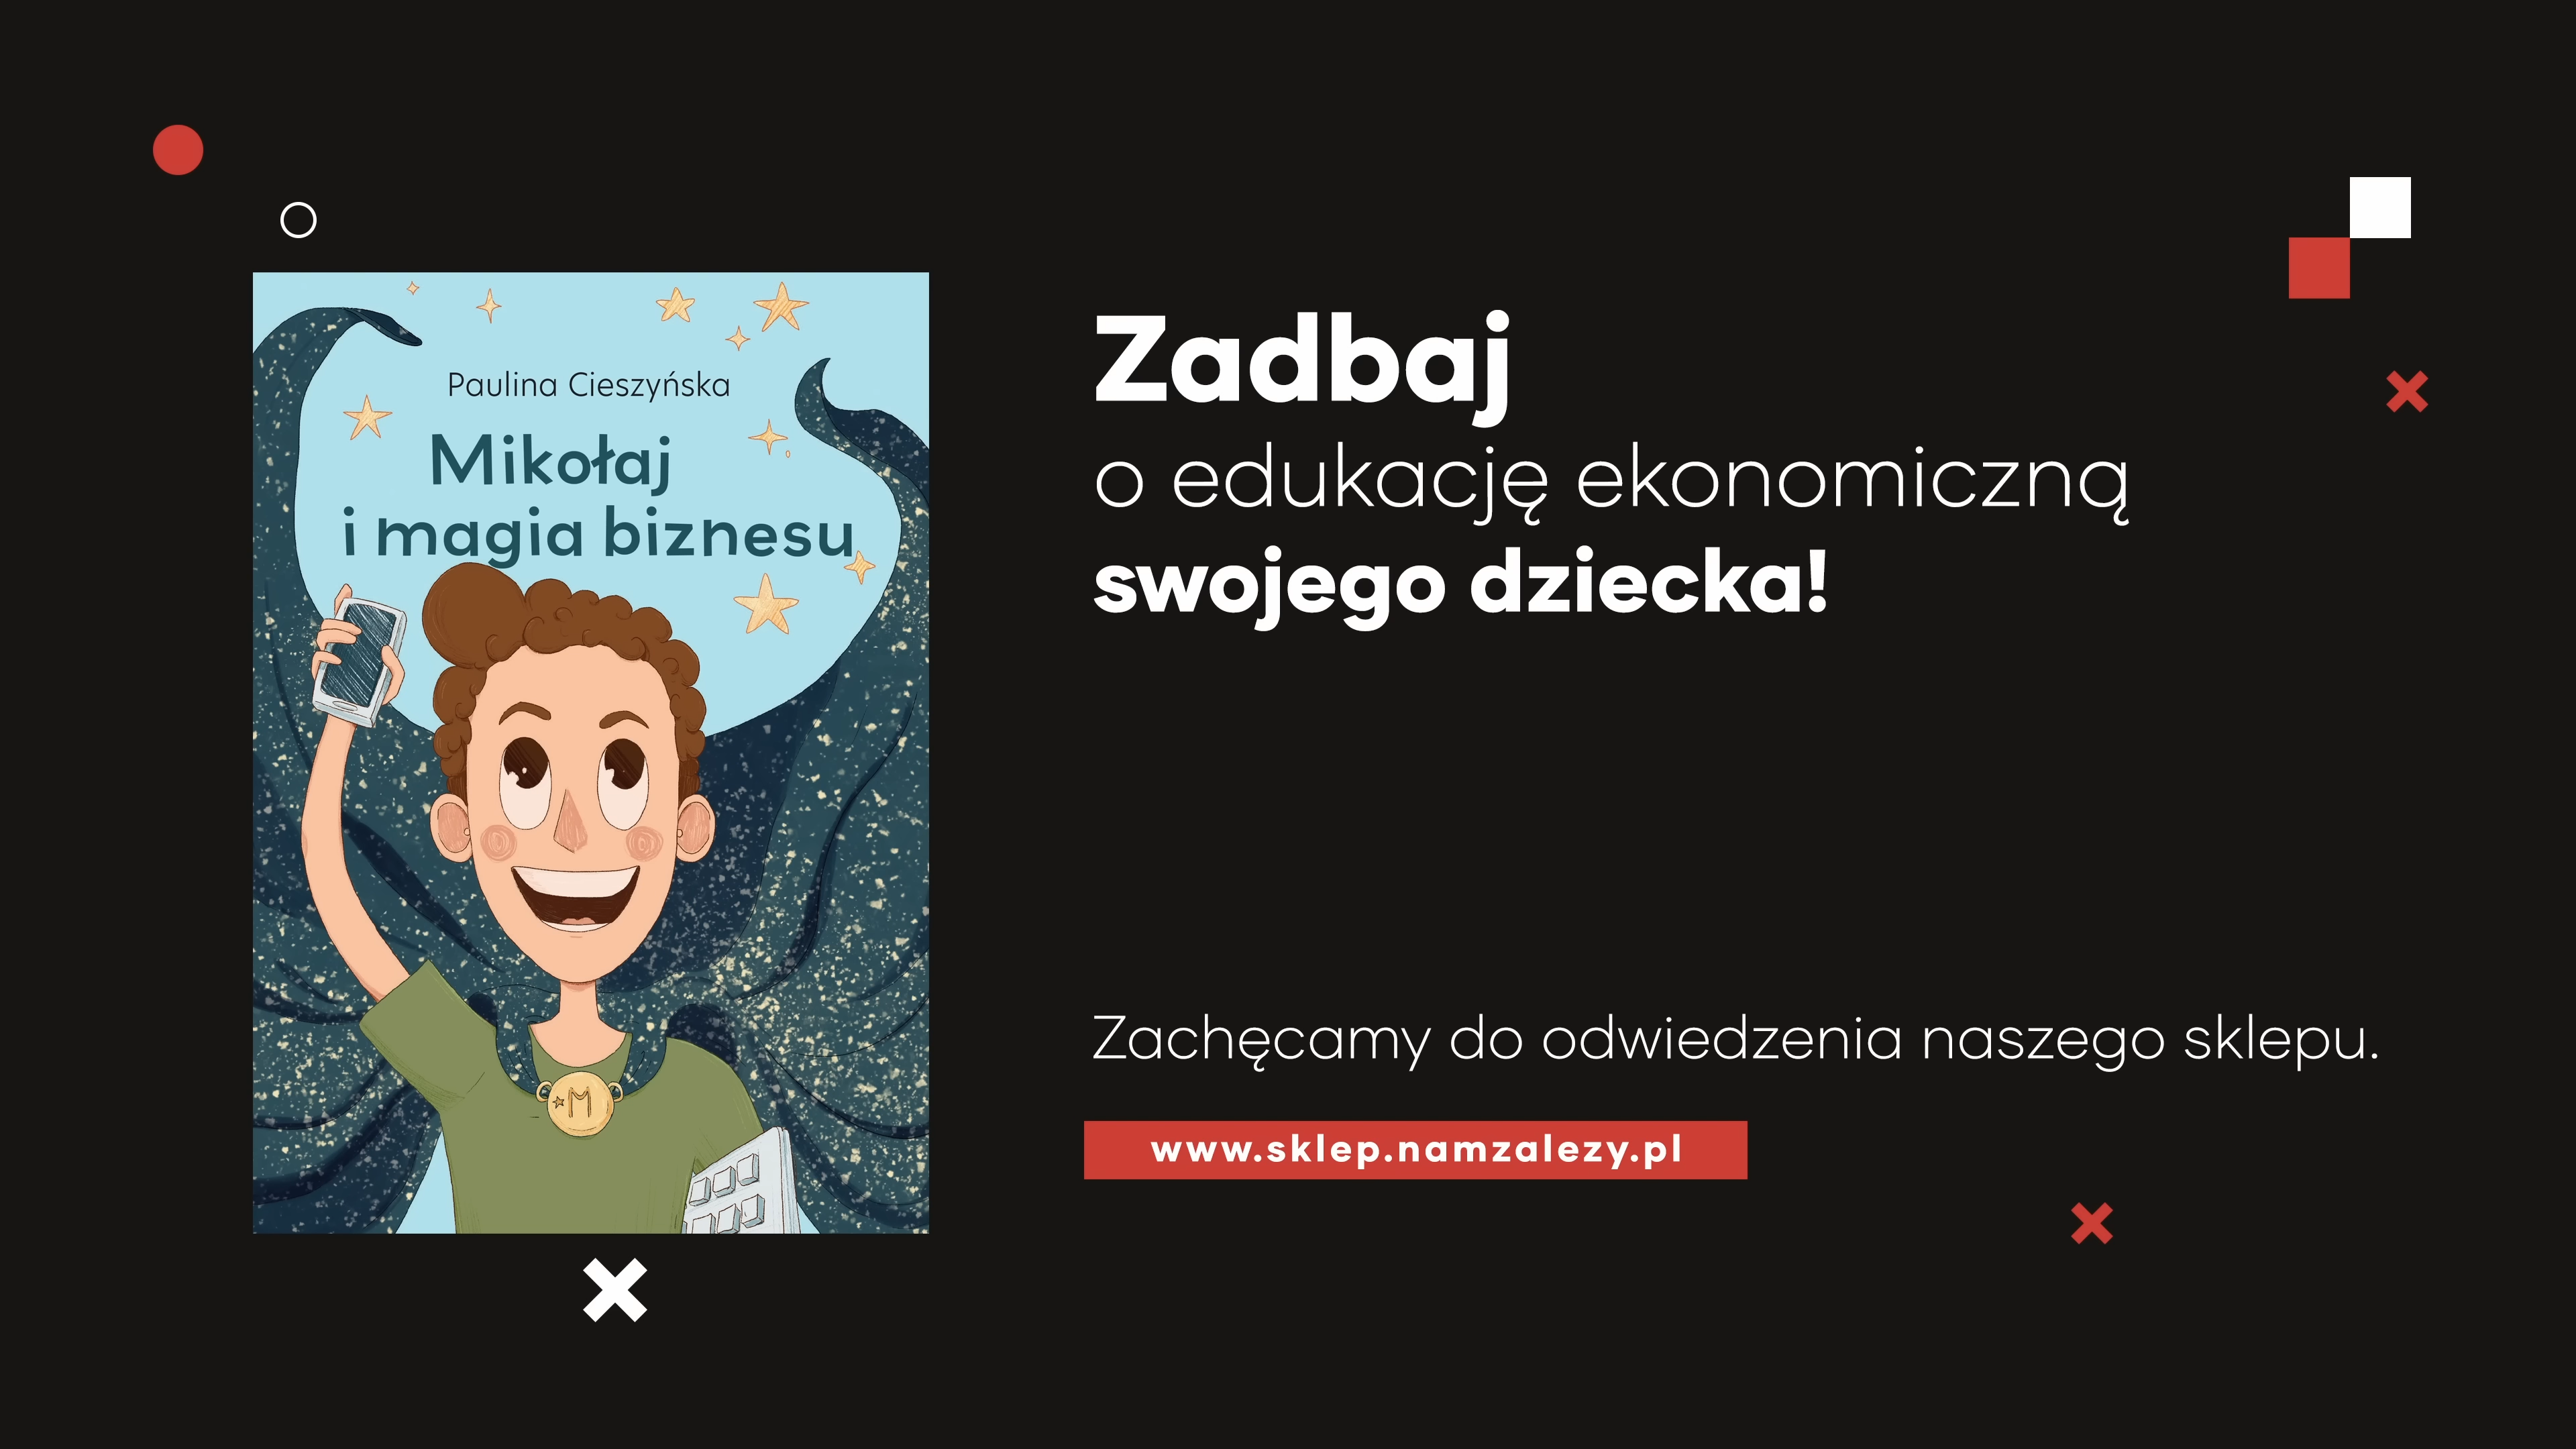 Paulina Cieszyńska
Mikołaj
i magia biznesu
M
Zadbaj
o edukację ekonomiczną
swojego dziecka!
Zachęcamy do odwiedzenia naszego sklepu.
www.sklep.namzalezy.pl